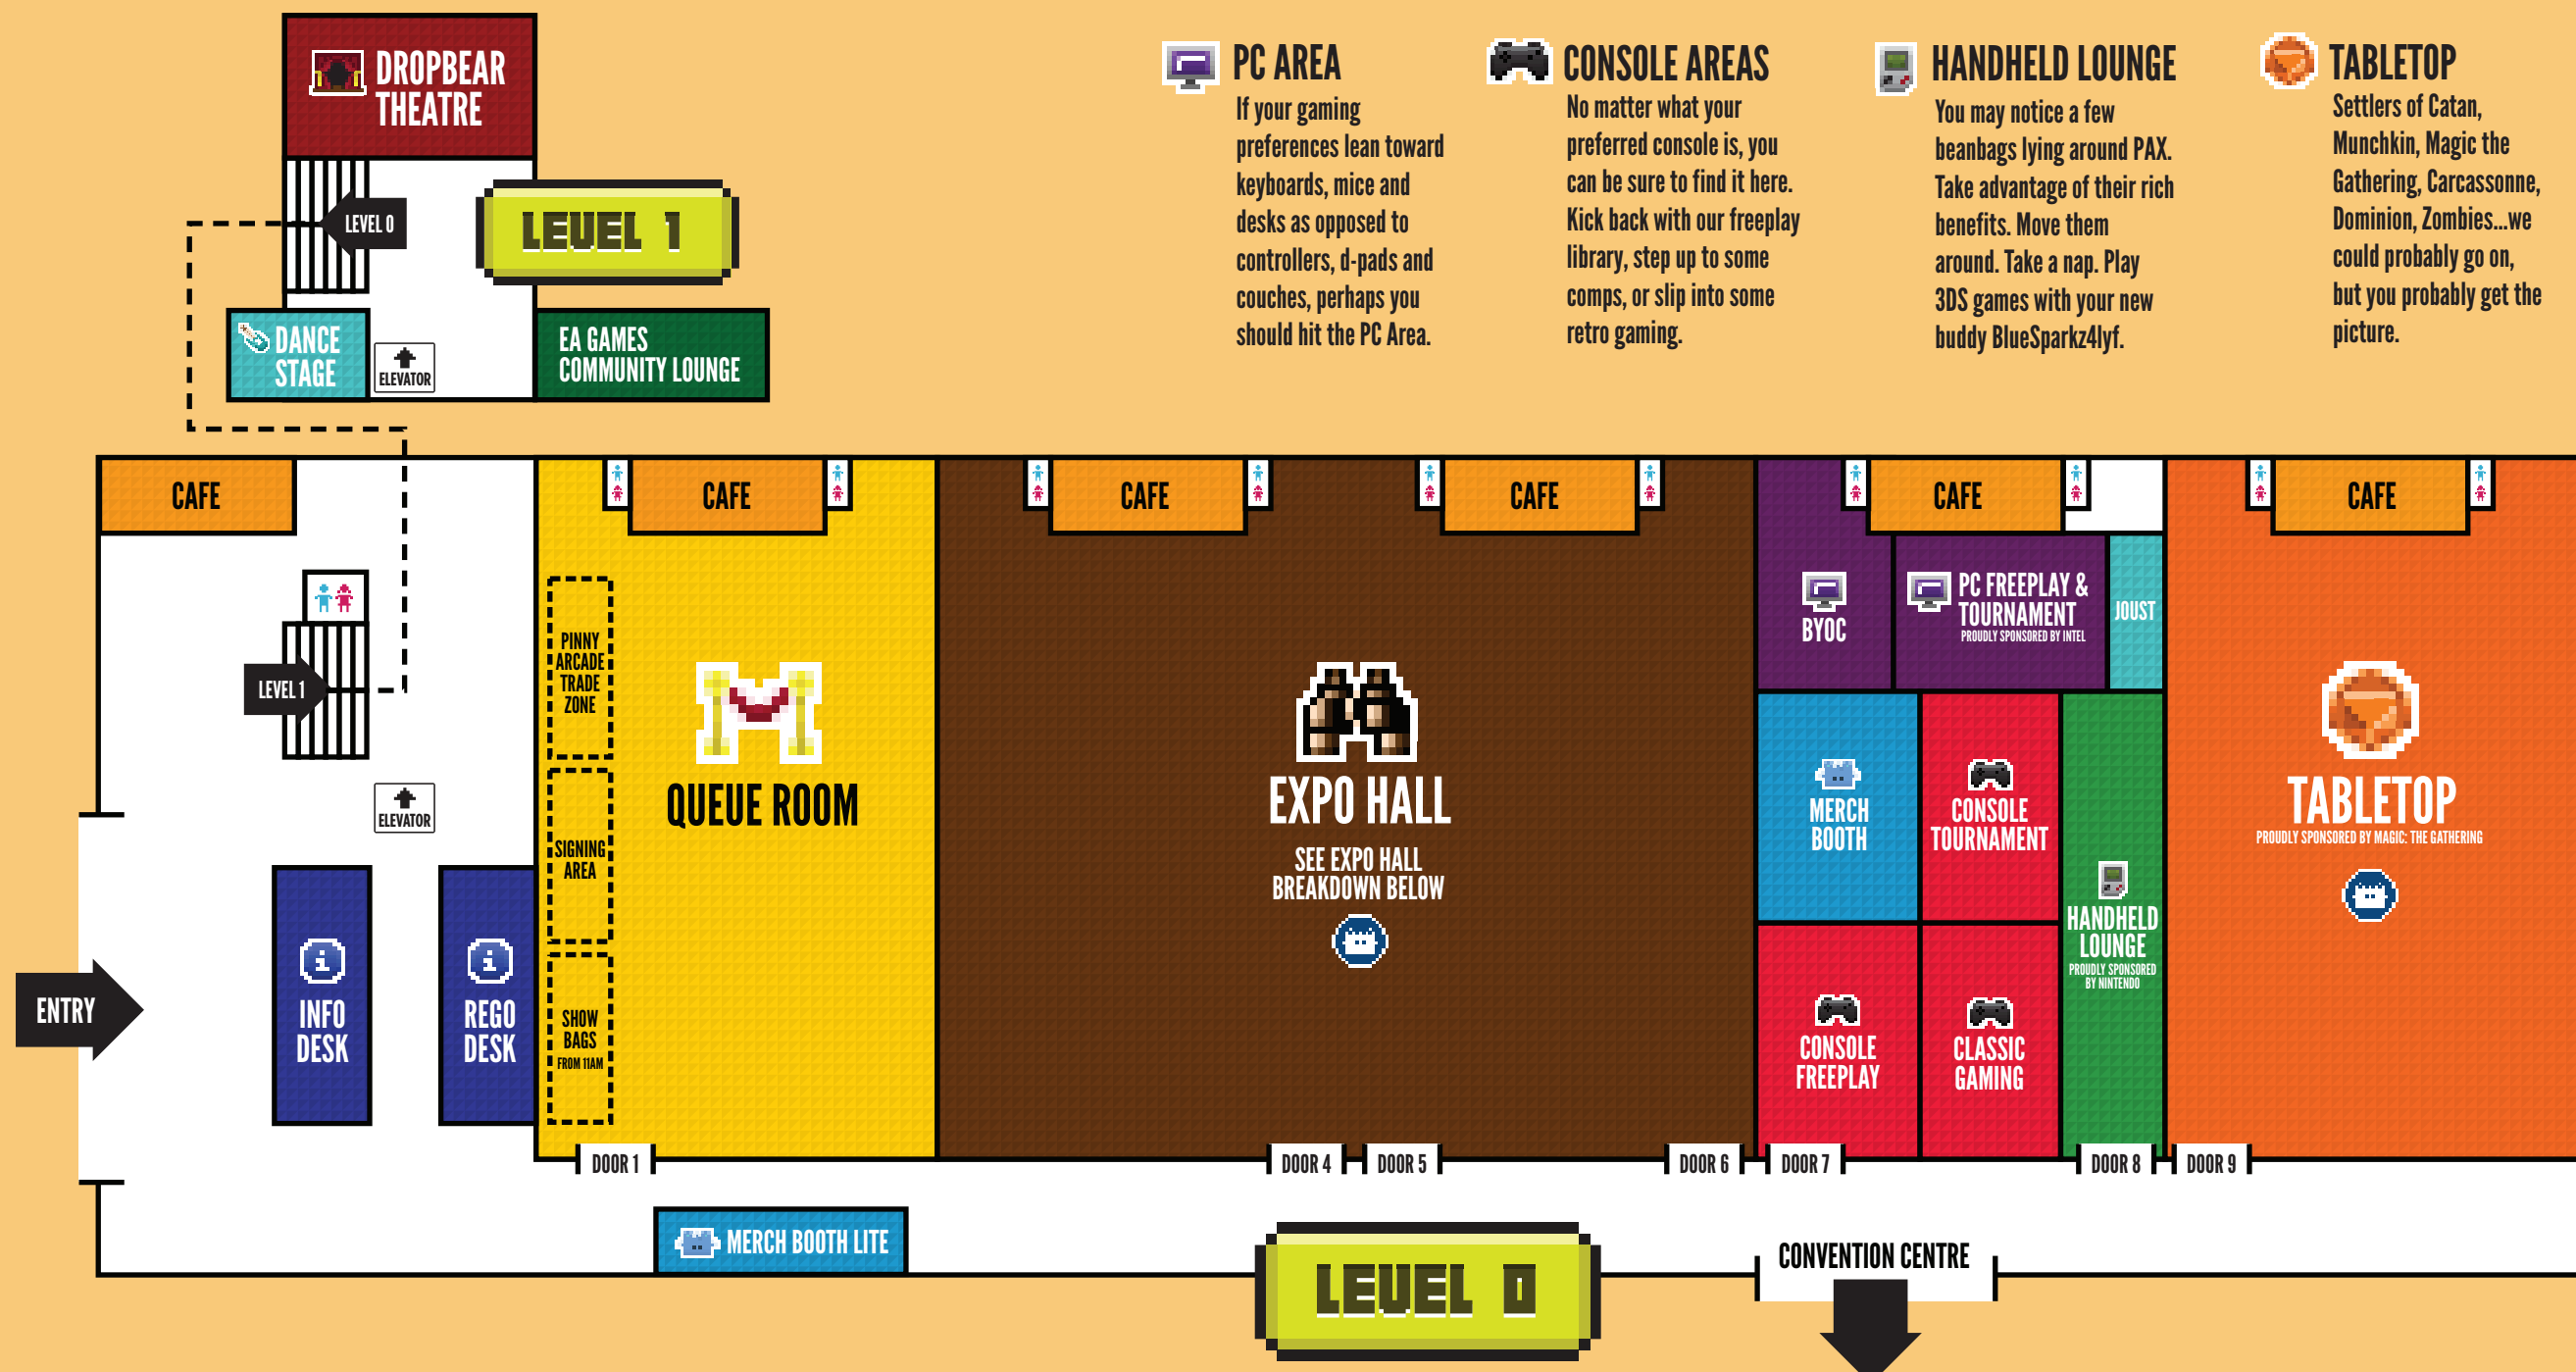 DROPBEAR
THEATRE
LEVEL 0
LEVEL 1
DANCE
STAGE
ELEVATOR
EA GAMES
COMMUNITY LOUNGE
PC AREA
If your gaming
preferences lean toward
keyboards, mice and
desks as opposed to
controllers, d-pads and
couches, perhaps you
should hit the PC Area.
CONSOLE AREAS
No matter what your
preferred console is, you
can be sure to find it here.
Kick back with our freeplay
library, step up to some
comps, or slip into some
retro gaming.
HANDHELD LOUNGE
You may notice a few
beanbags lying around PAX.
Take advantage of their rich
benefits. Move them
around. Take a nap. Play
3DS games with your new
buddy BlueSparkz4lyf.
TABLETOP
Settlers of Catan,
Munchkin, Magic the
Gathering, Carcassonne,
Dominion, Zombies...we
could probably go on,
but you probably get the
picture.
CAFE
CAFE
CAFE
CAFE
CAFE
CAFE
LEVEL 1
ELEVATOR
ENTRY
INFO
DESK
REGO
DESK
PINNY
ARCADE
TRADE
ZONE
SIGNING
AREA
SHOW
BAGS
FROM 11AM
QUEUE ROOM
EXPO HALL
SEE EXPO HALL
BREAKDOWN BELOW
BYOC
PC FREEPLAY &
TOURNAMENT
PROUDLY SPONSORED BY INTEL
JOUST
MERCH
BOOTH
CONSOLE
TOURNAMENT
CONSOLE
FREEPLAY
CLASSIC
GAMING
HANDHELD
LOUNGE
PROUDLY SPONSORED
BY NINTENDO
TABLETOP
PROUDLY SPONSORED BY MAGIC: THE GATHERING
DOOR 1
DOOR 4
DOOR 5
DOOR 6
DOOR 7
DOOR 8
DOOR 9
MERCH BOOTH LITE
LEVEL 0
CONVENTION CENTRE